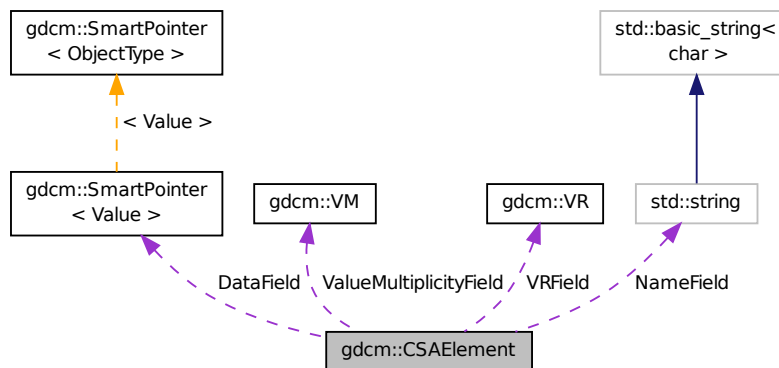 gdcm::SmartPointer
< ObjectType >
std::basic_string<
char >
< Value >
gdcm::SmartPointer
< Value >
gdcm::VM
gdcm::VR
std::string
DataField
ValueMultiplicityField
VRField
NameField
gdcm::CSAElement